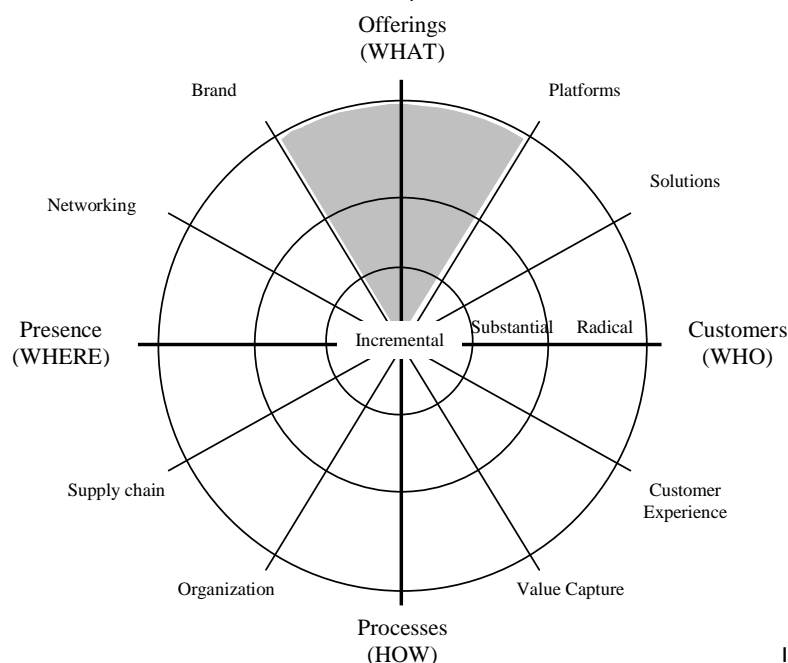 Offerings
(WHAT)
Brand
Platforms
Networking
Solutions
Presence
(WHERE)
Incremental
Substantial
Radical
Customers
(WHO)
Supply chain
Customer
Experience
Organization
Value Capture
Processes
(HOW)